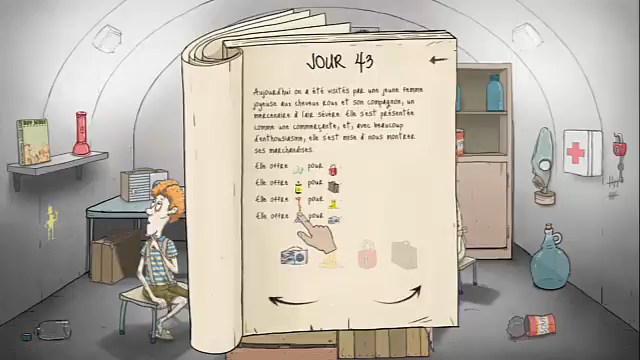 JOUR 43
Aujourd'hui on a été visités par une jeune femme
joyeuse aux cheveux roux et son compagnon, un
mercenaire à l'air sévère. Elle s'est présentée
comme une commerçante, et, avec beaucoup
d'enthousiasme, elle s'est mise à nous montrer
ses marchandises.
Elle offre pour .
Elle offre pour .
Elle offre pour .
Elle offre pour .